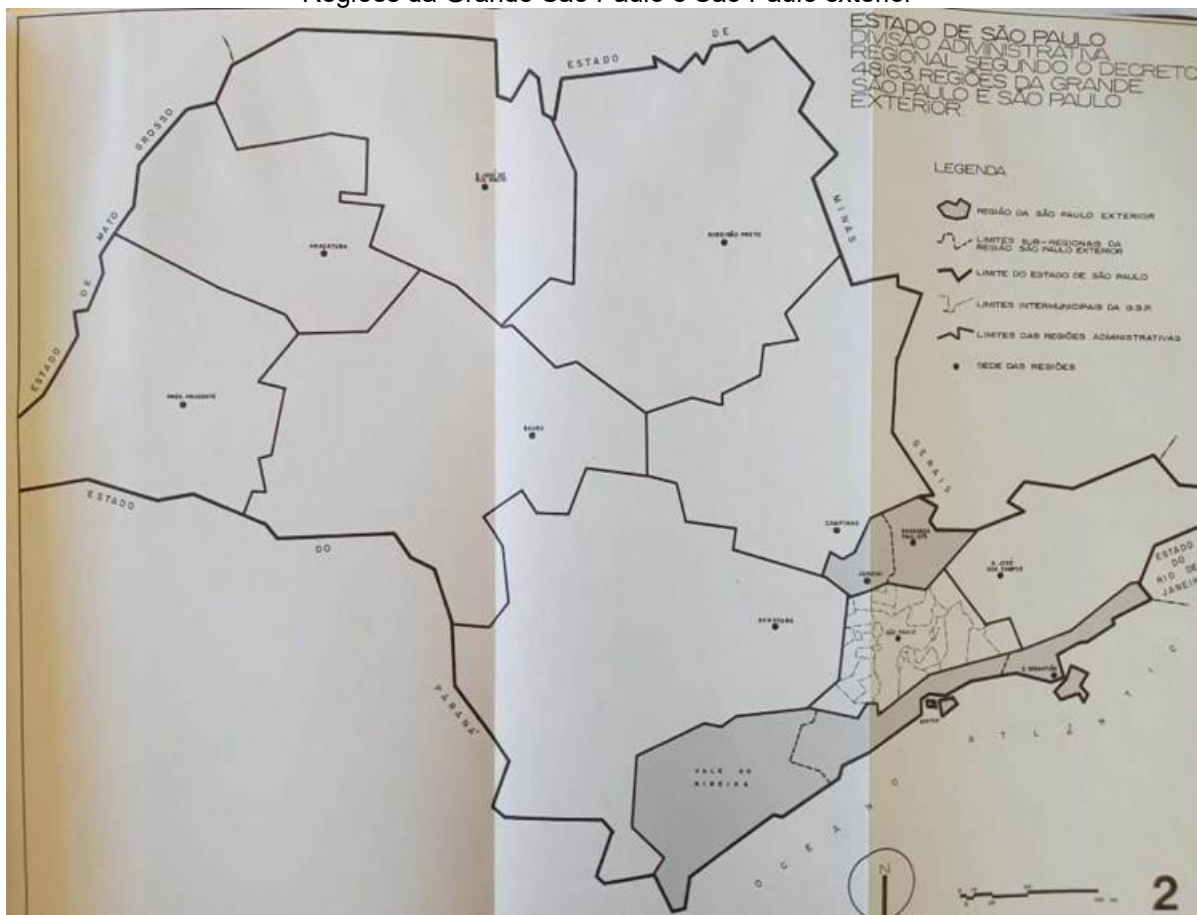 Regiões da Grande São Paulo e São Paulo exterior
ESTADO DE SÃO PAULO
DIVISÃO ADMINISTRATIVA
REGIONAL SEGUNDO O DECRETO
48163. REGIÕES DA GRANDE
SÃO PAULO E SÃO PAULO
EXTERIOR.
LEGENDA
REGIÃO DA SÃO PAULO EXTERIOR
LIMITES SUB-REGIONAIS DA
REGIÃO SÃO PAULO EXTERIOR
LIMITE DO ESTADO DE SÃO PAULO
LIMITES INTERMUNICIPAIS DA G.S.P.
LIMITES DAS REGIÕES ADMINISTRATIVAS
SEDE DAS REGIÕES
ESTADO DE MINAS GERAIS
ESTADO DE MATO GROSSO
ESTADO DO PARANÁ
ESTADO
DO
RIO DE
JANEIRO
OCEANO ATLÂNTICO
ARAÇATUBA
RIBEIRÃO PRETO
PRES. PRUDENTE
BAURU
CAMPINAS
JUNDIAÍ
S. JOSÉ
DOS CAMPOS
SOROCABA
SÃO PAULO
S. SEBASTIÃO
SANTOS
VALE DO
RIBEIRA
N
2